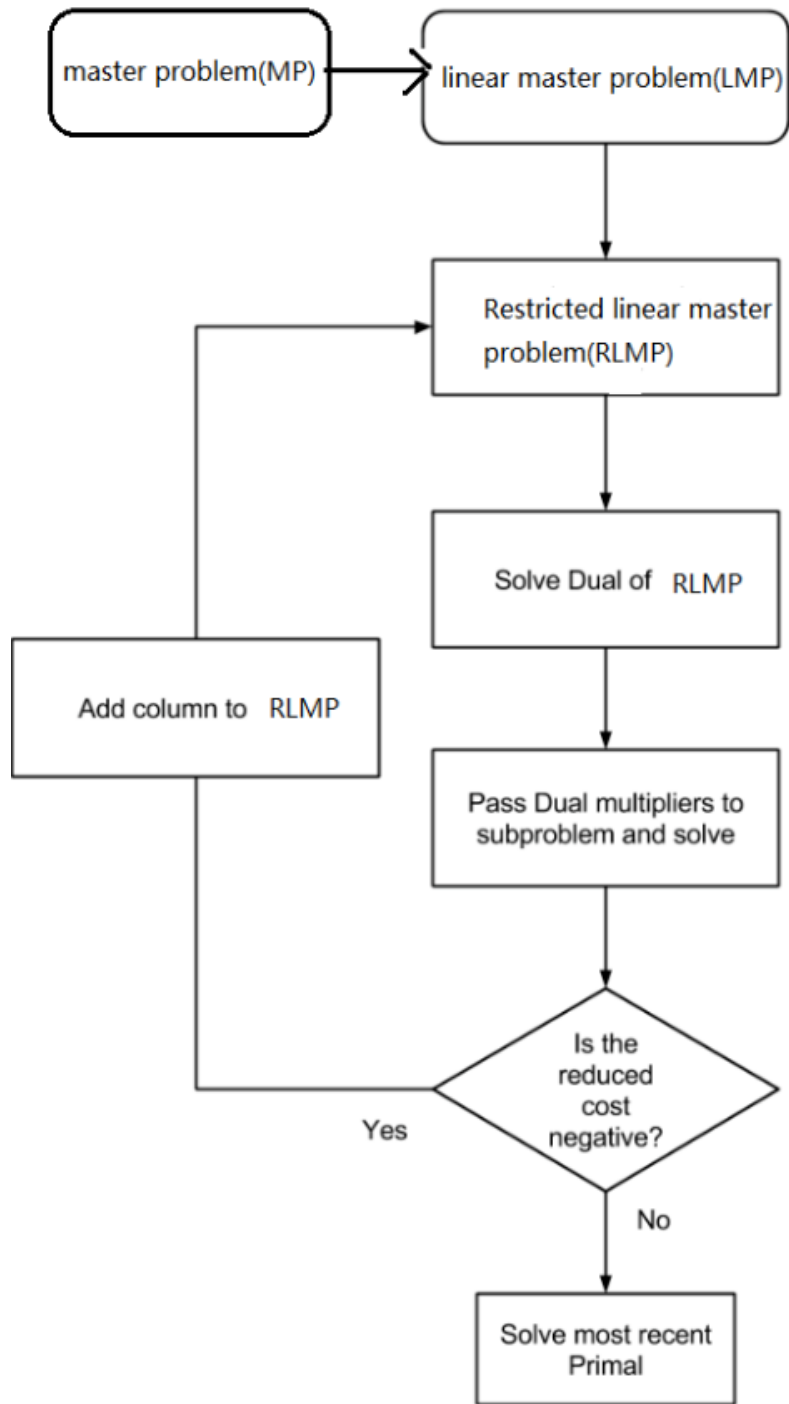 master problem(MP)
linear master problem(LMP)
Restricted linear master
problem(RLMP)
Solve Dual of RLMP
Add column to RLMP
Pass Dual multipliers to
subproblem and solve
Is the
reduced
cost
negative?
Yes
No
Solve most recent
Primal